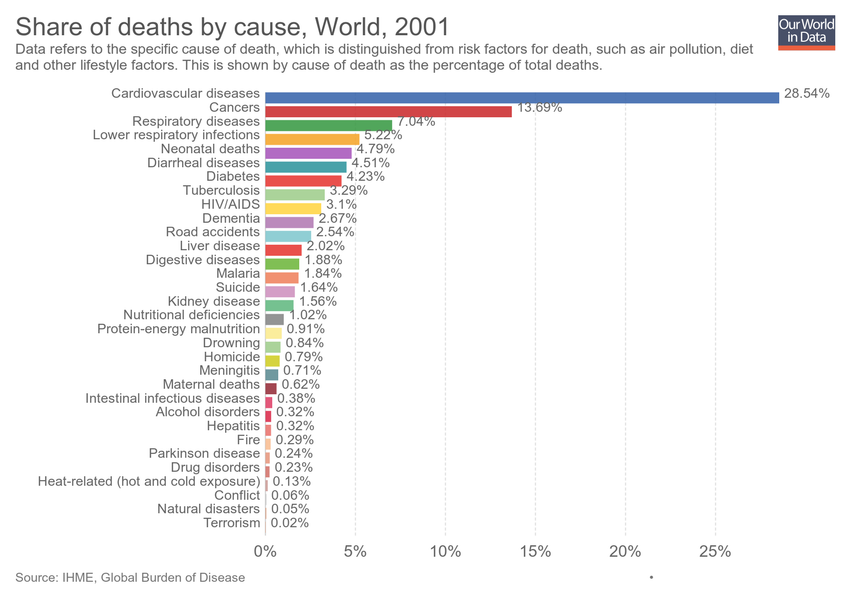 Share of deaths by cause, World, 2001
Our World
in Data
Data refers to the specific cause of death, which is distinguished from risk factors for death, such as air pollution, diet
and other lifestyle factors. This is shown by cause of death as the percentage of total deaths.
Cardiovascular diseases 28.54%
Cancers 13.69%
Respiratory diseases 7.04%
Lower respiratory infections 5.22%
Neonatal deaths 4.79%
Diarrheal diseases 4.51%
Diabetes 4.23%
Tuberculosis 3.29%
HIV/AIDS 3.1%
Dementia 2.67%
Road accidents 2.54%
Liver disease 2.02%
Digestive diseases 1.88%
Malaria 1.84%
Suicide 1.64%
Kidney disease 1.56%
Nutritional deficiencies 1.02%
Protein-energy malnutrition 0.91%
Drowning 0.84%
Homicide 0.79%
Meningitis 0.71%
Maternal deaths 0.62%
Intestinal infectious diseases 0.38%
Alcohol disorders 0.32%
Hepatitis 0.32%
Fire 0.29%
Parkinson disease 0.24%
Drug disorders 0.23%
Heat-related (hot and cold exposure) 0.13%
Conflict 0.06%
Natural disasters 0.05%
Terrorism 0.02%
0% 5% 10% 15% 20% 25%
Source: IHME, Global Burden of Disease •